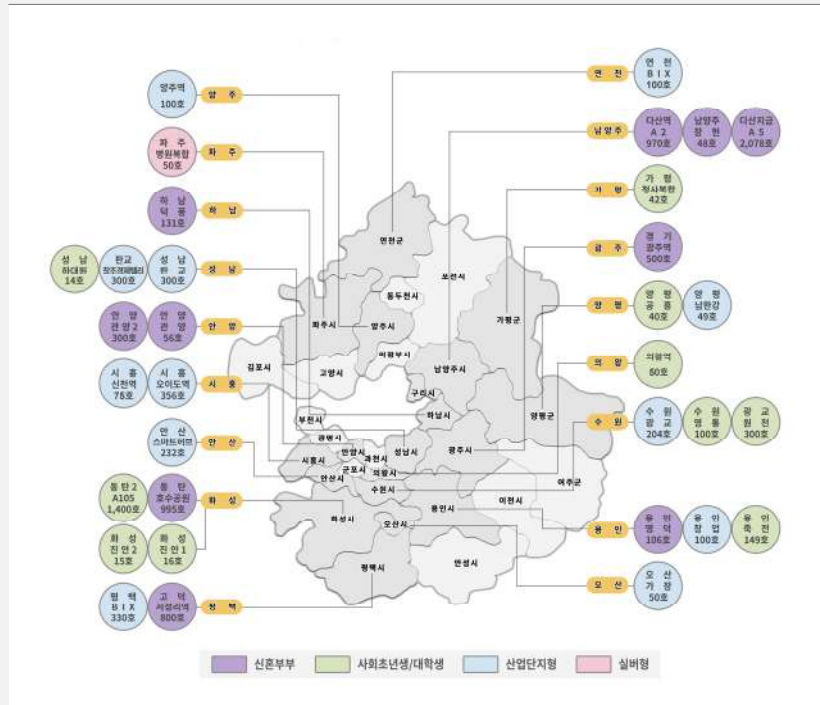 양주역
100호
양 주
파 주
병원복합
50호
파 주
하 남
덕 풍
131호
하 남
성 남
하대원
14호
판교
창조경제밸리
300호
성 남
판 교
300호
성 남
안 양
관양2
300호
안 양
관 양
56호
안 양
시 흥
신천역
78호
시 흥
오이도역
356호
시 흥
안 산
스마트허브
232호
안 산
동탄2
A105
1,400호
동 탄
호수공원
995호
화 성
화 성
진안2
15호
화 성
진안1
16호
평 택
BIX
330호
고 덕
서정리역
800호
평 택
연 천
연 천
BIX
100호
남양주
다산역
A 2
970호
남양주
창 현
48호
다산지금
A 5
2,078호
가 평
가 평
청사복합
42호
광 주
경 기
광주역
500호
양 평
양 평
공 흥
40호
양 평
남한강
49호
의 왕
의왕역
50호
수 원
수 원
광 교
204호
수 원
영 통
100호
광 교
원 천
300호
용 인
용 인
영 덕
106호
용 인
창 업
100호
용 인
죽 전
149호
오 산
오 산
가 장
50호
연천군
포천시
동두천시
가평군
파주시
양주시
의정부시
김포시
고양시
남양주시
구리시
부천시
하남시
양평군
광명시
안양시
과천시
성남시
광주시
시흥시
군포시
의왕시
안산시
수원시
여주군
이천시
용인시
화성시
오산시
평택시
안성시
신혼부부
사회초년생/대학생
산업단지형
실버형